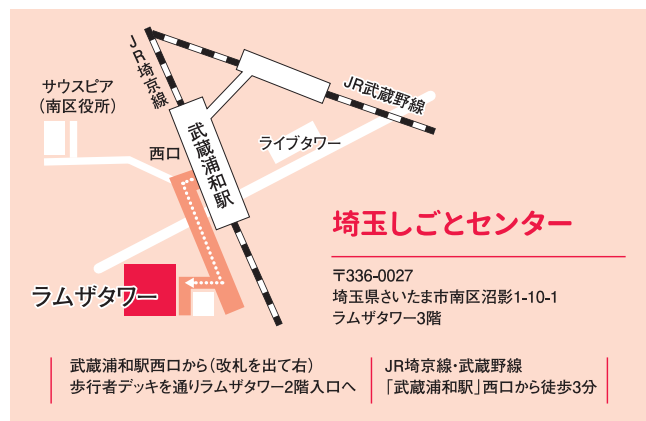 JR埼京線
JR武蔵野線
サウスピア
（南区役所）
武蔵浦和駅
西口
ライブタワー
ラムザタワー
埼玉しごとセンター
〒336-0027
埼玉県さいたま市南区沼影1-10-1
ラムザタワー3階
武蔵浦和駅西口から（改札を出て右）
歩行者デッキを通りラムザタワー2階入口へ
JR埼京線・武蔵野線
「武蔵浦和駅」西口から徒歩3分